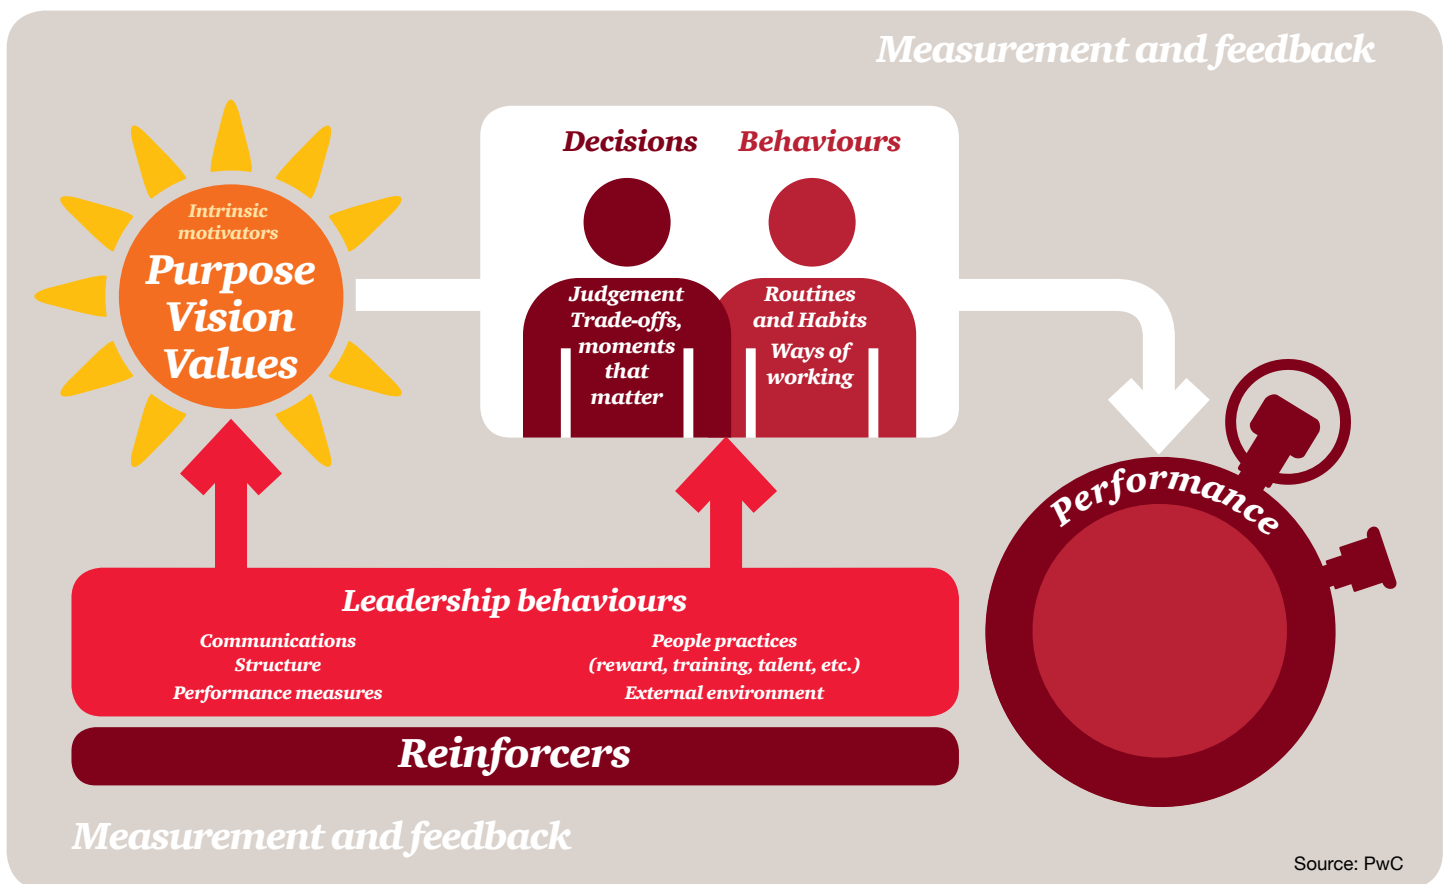 Measurement and feedback
Intrinsic
motivators
Purpose
Vision
Values
Decisions
Judgement
Trade-offs,
moments
that
matter
Behaviours
Routines
and Habits
Ways of
working
Performance
Leadership behaviours
Communications
Structure
Performance measures
People practices
(reward, training, talent, etc.)
External environment
Reinforcers
Measurement and feedback
Source: PwC